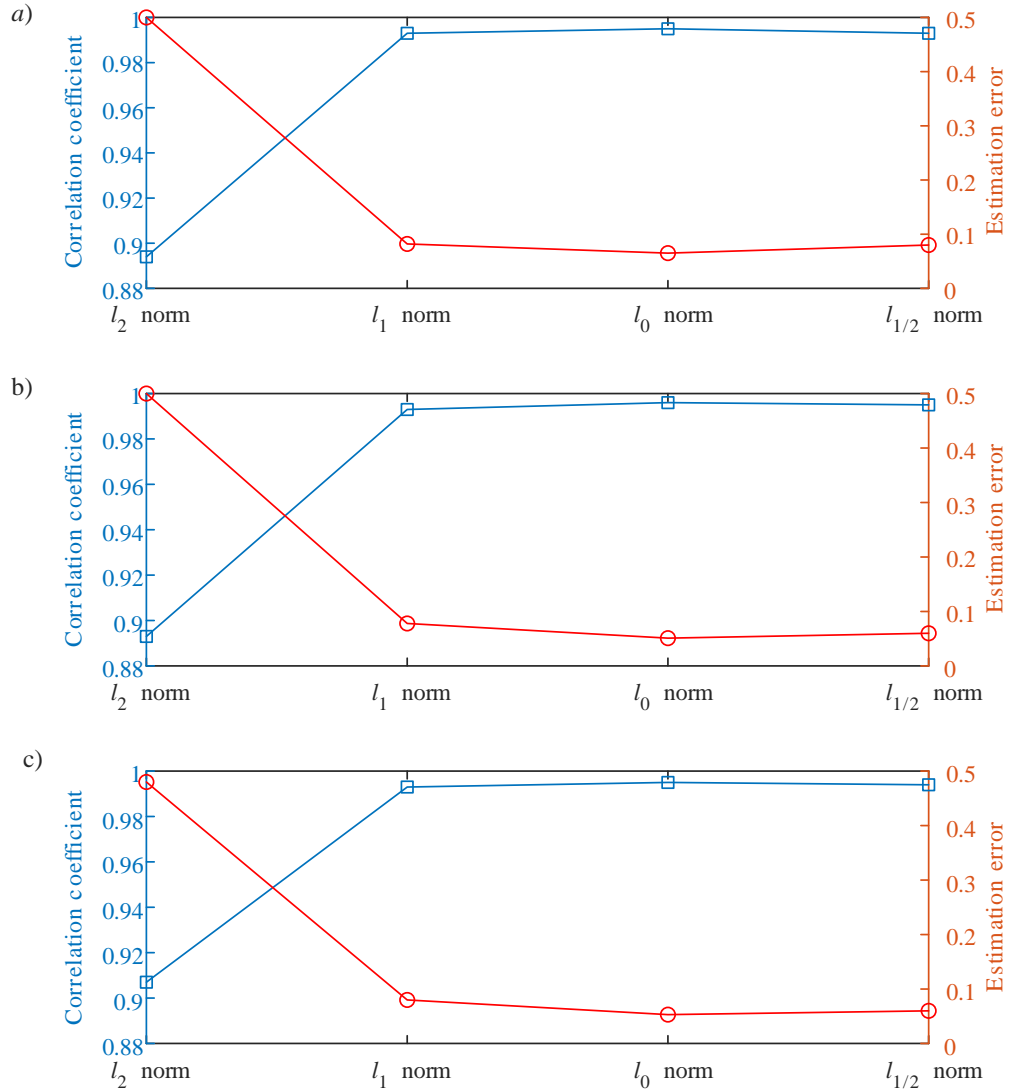 a)
Correlation coefficient
1
0.98
0.96
0.94
0.92
0.9
0.88
0.5
0.4
0.3
0.2
0.1
0
Estimation error
l2 norm
l1 norm
l0 norm
l1/2 norm
b)
Correlation coefficient
1
0.98
0.96
0.94
0.92
0.9
0.88
0.5
0.4
0.3
0.2
0.1
0
Estimation error
l2 norm
l1 norm
l0 norm
l1/2 norm
c)
Correlation coefficient
1
0.98
0.96
0.94
0.92
0.9
0.88
0.5
0.4
0.3
0.2
0.1
0
Estimation error
l2 norm
l1 norm
l0 norm
l1/2 norm